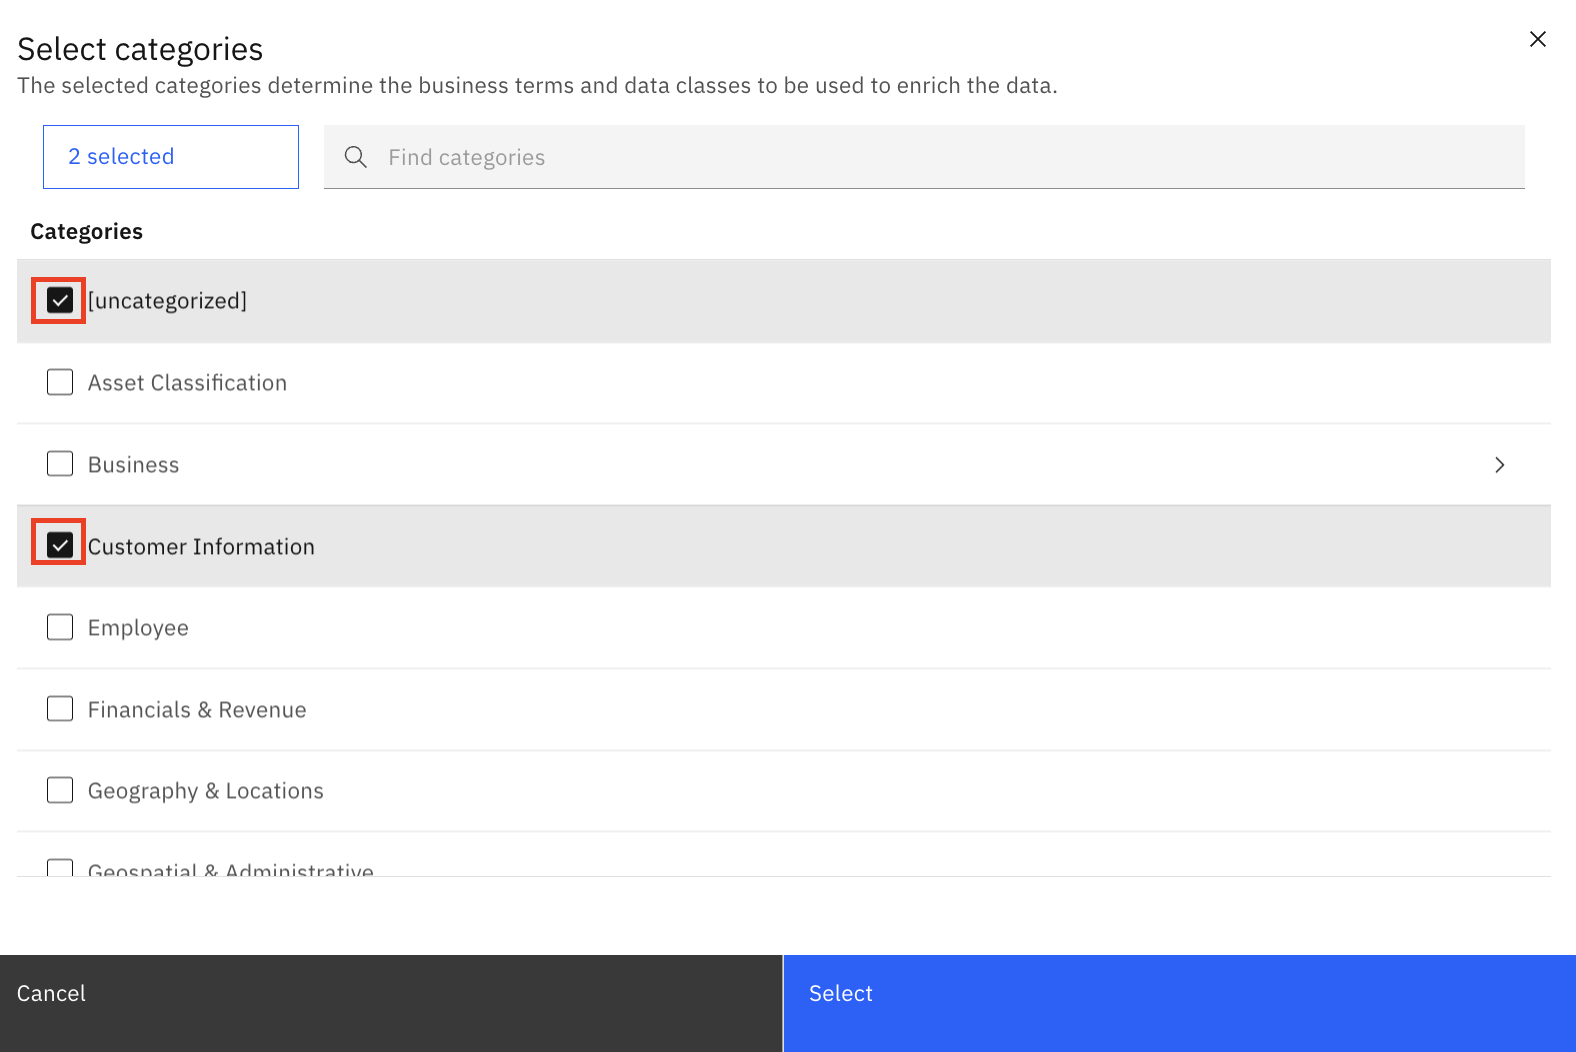 Select categories
The selected categories determine the business terms and data classes to be used to enrich the data.
2 selected
Find categories
Categories
[uncategorized]
Asset Classification
Business
Customer Information
Employee
Financials & Revenue
Geography & Locations
Geospatial & Administrative
Cancel
Select